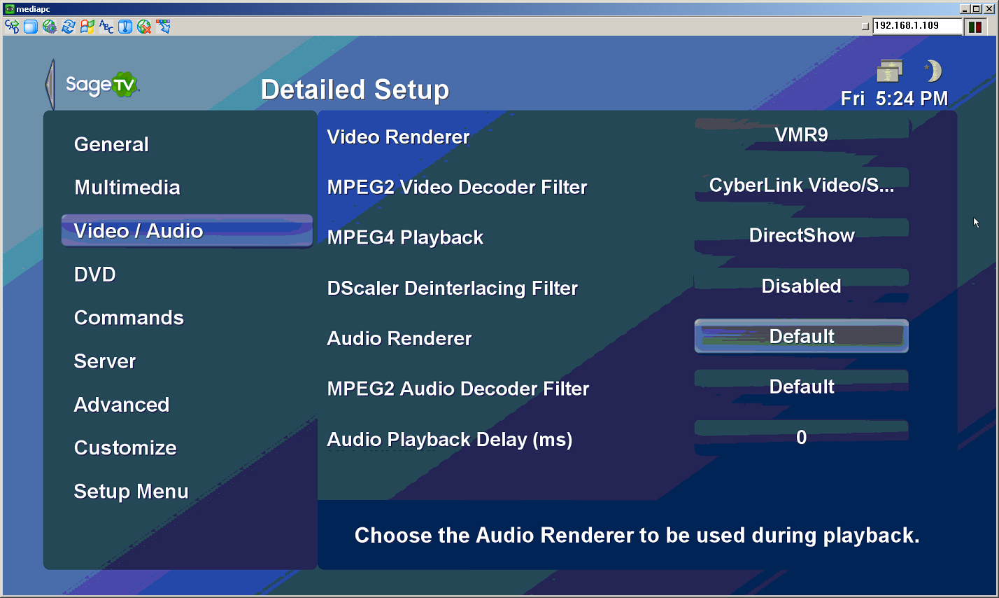 mediapc
CAD
ABC
192.168.1.109
SageTV
Detailed Setup
Fri 5:24 PM
General
Multimedia
Video / Audio
DVD
Commands
Server
Advanced
Customize
Setup Menu
Video Renderer VMR9
MPEG2 Video Decoder Filter CyberLink Video/S...
MPEG4 Playback DirectShow
DScaler Deinterlacing Filter Disabled
Audio Renderer Default
MPEG2 Audio Decoder Filter Default
Audio Playback Delay (ms) 0
Choose the Audio Renderer to be used during playback.